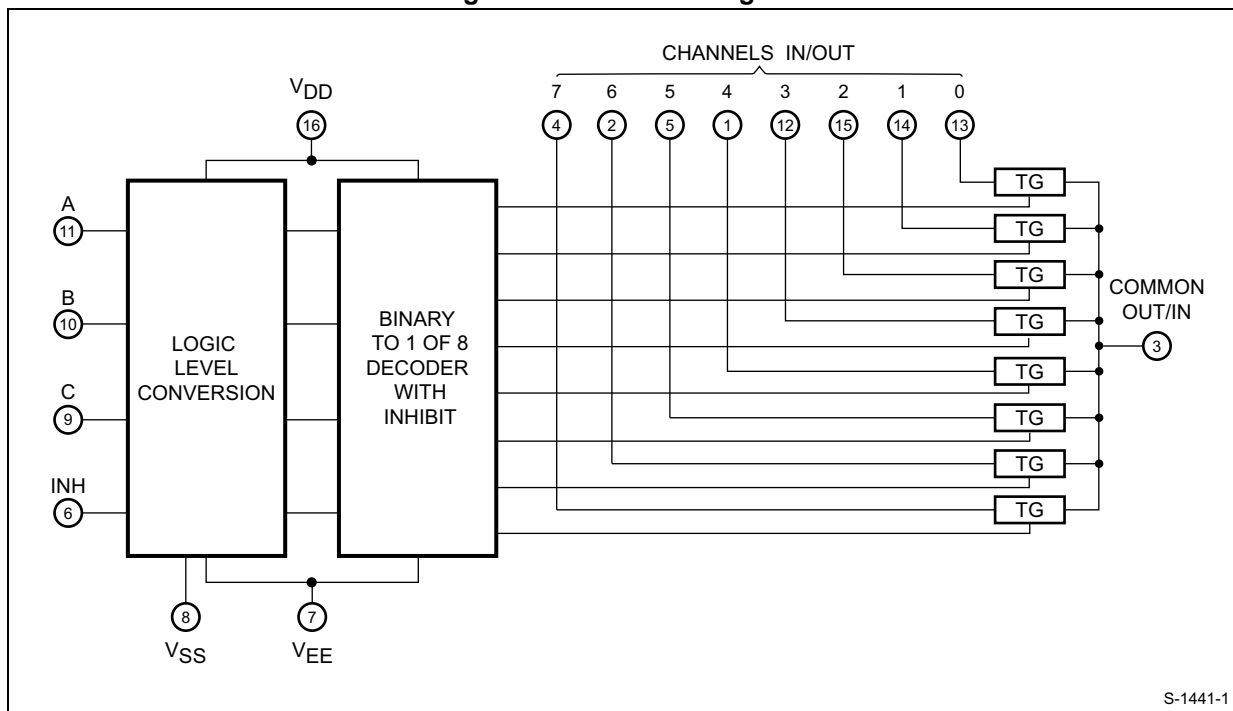 CHANNELS IN/OUT
7 6 5 4 3 2 1 0
4 2 5 1 12 15 14 13
VDD
16
A
11
B
10
C
9
INH
6
LOGIC
LEVEL
CONVERSION
BINARY
TO 1 OF 8
DECODER
WITH
INHIBIT
TG
TG
TG
TG
TG
TG
TG
TG
COMMON
OUT/IN
3
8
VSS
7
VEE
S-1441-1